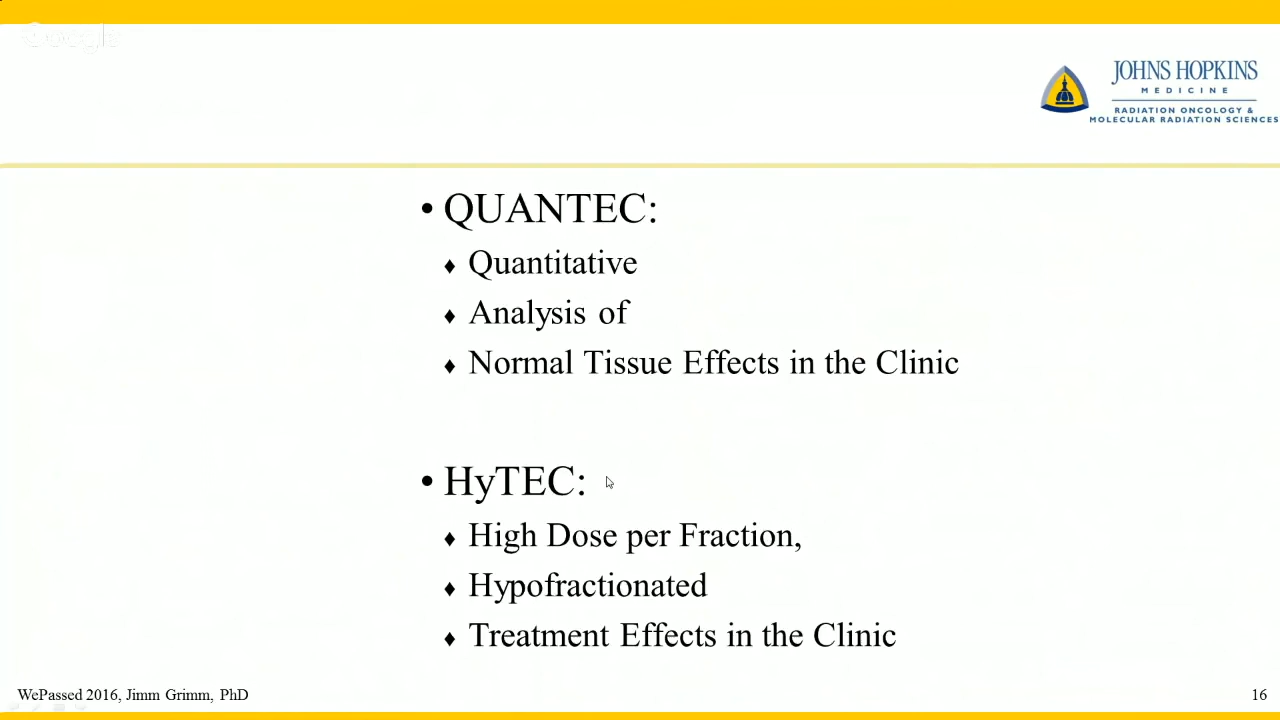 Google
JOHNS HOPKINS
MEDICINE
RADIATION ONCOLOGY &
MOLECULAR RADIATION SCIENCES
• QUANTEC:
♦ Quantitative
♦ Analysis of
♦ Normal Tissue Effects in the Clinic
• HyTEC:
♦ High Dose per Fraction,
♦ Hypofractionated
♦ Treatment Effects in the Clinic
WePassed 2016, Jimm Grimm, PhD
16